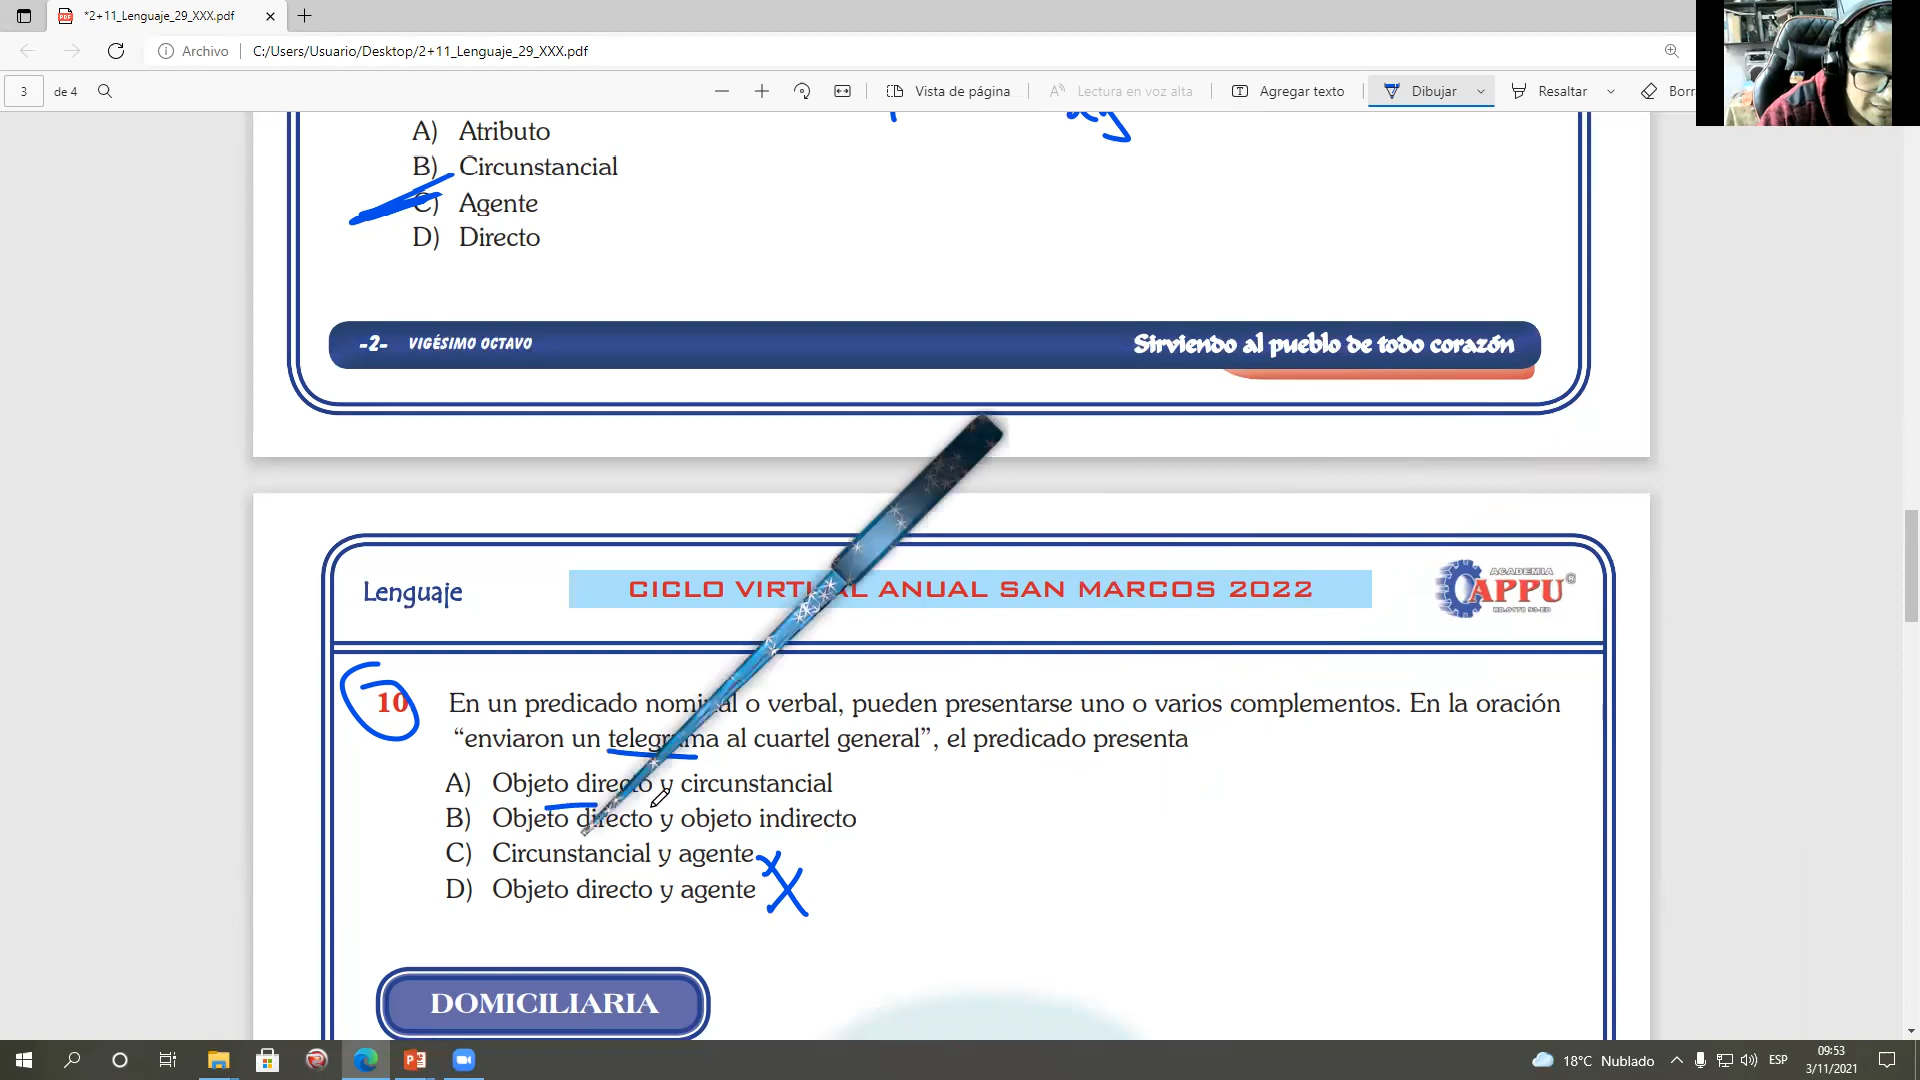 *2+11_Lenguaje_29_XXX.pdf
Archivo C:/Users/Usuario/Desktop/2+11_Lenguaje_29_XXX.pdf
3 de 4 Vista de página Lectura en voz alta Agregar texto Dibujar Resaltar Borr
A) Atributo
B) Circunstancial
C) Agente
D) Directo
-2- VIGÉSIMO OCTAVO Sirviendo al pueblo de todo corazón
Lenguaje CICLO VIRTUAL ANUAL SAN MARCOS 2022 ACADEMIA APPU ®
10 En un predicado nominal o verbal, pueden presentarse uno o varios complementos. En la oración
“enviaron un telegrama al cuartel general”, el predicado presenta
A) Objeto directo y circunstancial
B) Objeto directo y objeto indirecto
C) Circunstancial y agente
D) Objeto directo y agente
DOMICILIARIA
18°C Nublado ESP 09:53
3/11/2021